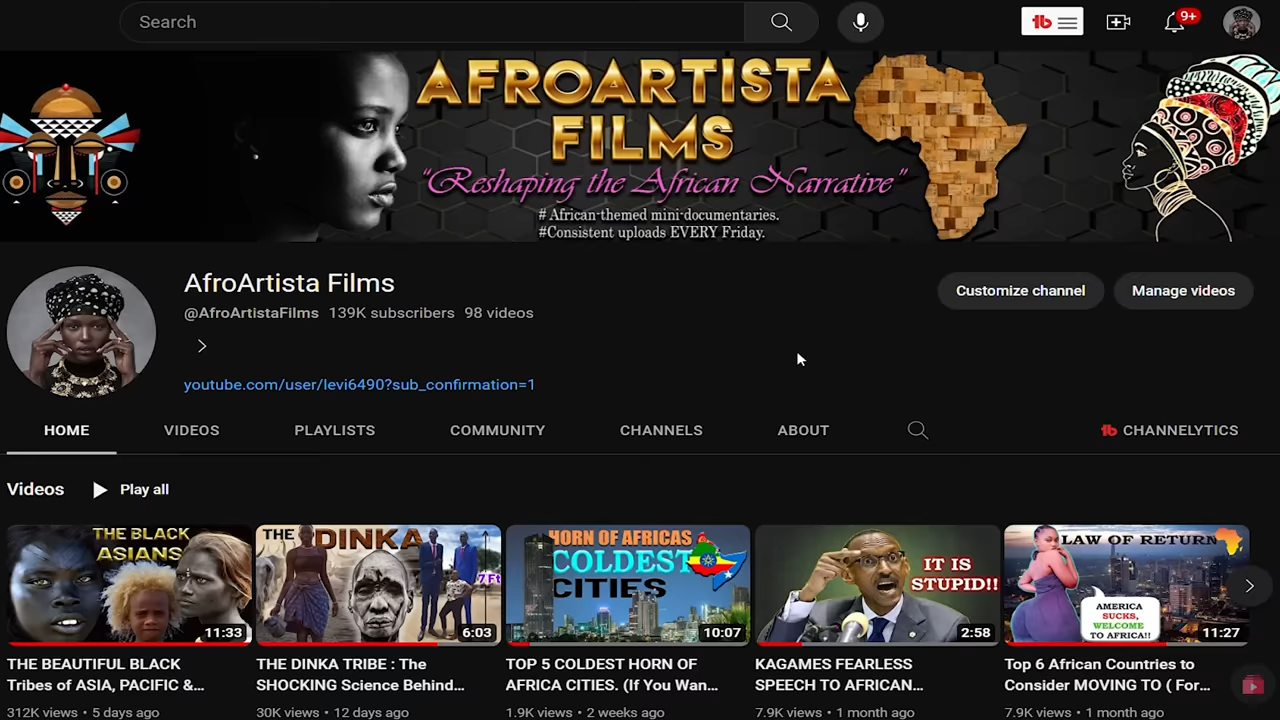 Search
9+
AFROARTISTA
FILMS
"Reshaping the African Narrative"
# African-themed mini-documentaries.
#Consistent uploads EVERY Friday.
AfroArtista Films
@AfroArtistaFilms 139K subscribers 98 videos
Customize channel
Manage videos
youtube.com/user/levi6490?sub_confirmation=1
HOME VIDEOS PLAYLISTS COMMUNITY CHANNELS ABOUT tb CHANNELYTICS
Videos Play all
THE BLACK
ASIANS
11:33
THE DINKA
7 Ft
6:03
HORN OF AFRICAS
COLDEST
CITIES
10:07
IT IS
STUPID!!
2:58
LAW OF RETURN
AMERICA
SUCKS,
WELCOME
TO AFRICA!!
11:27
THE BEAUTIFUL BLACK
Tribes of ASIA, PACIFIC &...
312K views • 5 days ago
THE DINKA TRIBE : The
SHOCKING Science Behind...
30K views • 12 days ago
TOP 5 COLDEST HORN OF
AFRICA CITIES. (If You Wan...
1.9K views • 2 weeks ago
KAGAMES FEARLESS
SPEECH TO AFRICAN...
7.9K views • 1 month ago
Top 6 African Countries to
Consider MOVING TO ( For...
7.9K views • 1 month ago